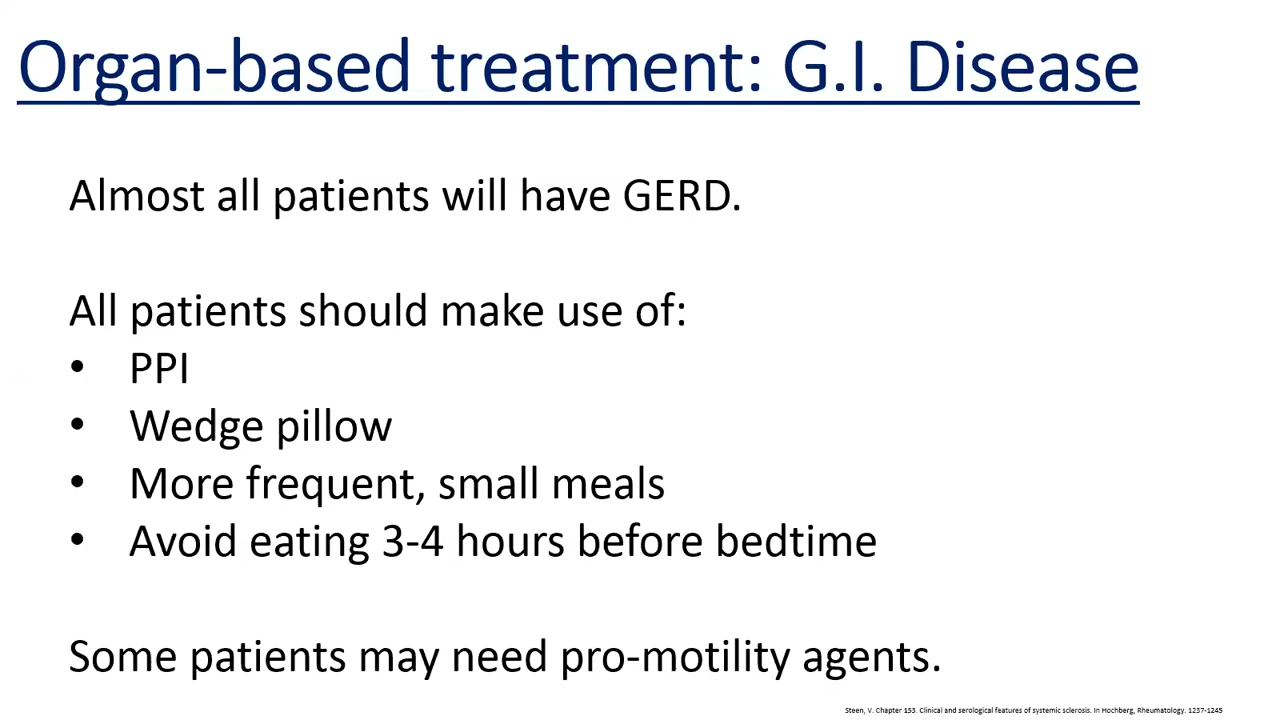 Organ-based treatment: G.I. Disease
Almost all patients will have GERD.
All patients should make use of:
• PPI
• Wedge pillow
• More frequent, small meals
• Avoid eating 3-4 hours before bedtime
Some patients may need pro-motility agents.
Steen, V. Chapter 153. Clinical and serological features of systemic sclerosis. In Hochberg, Rheumatology. 1237-1245